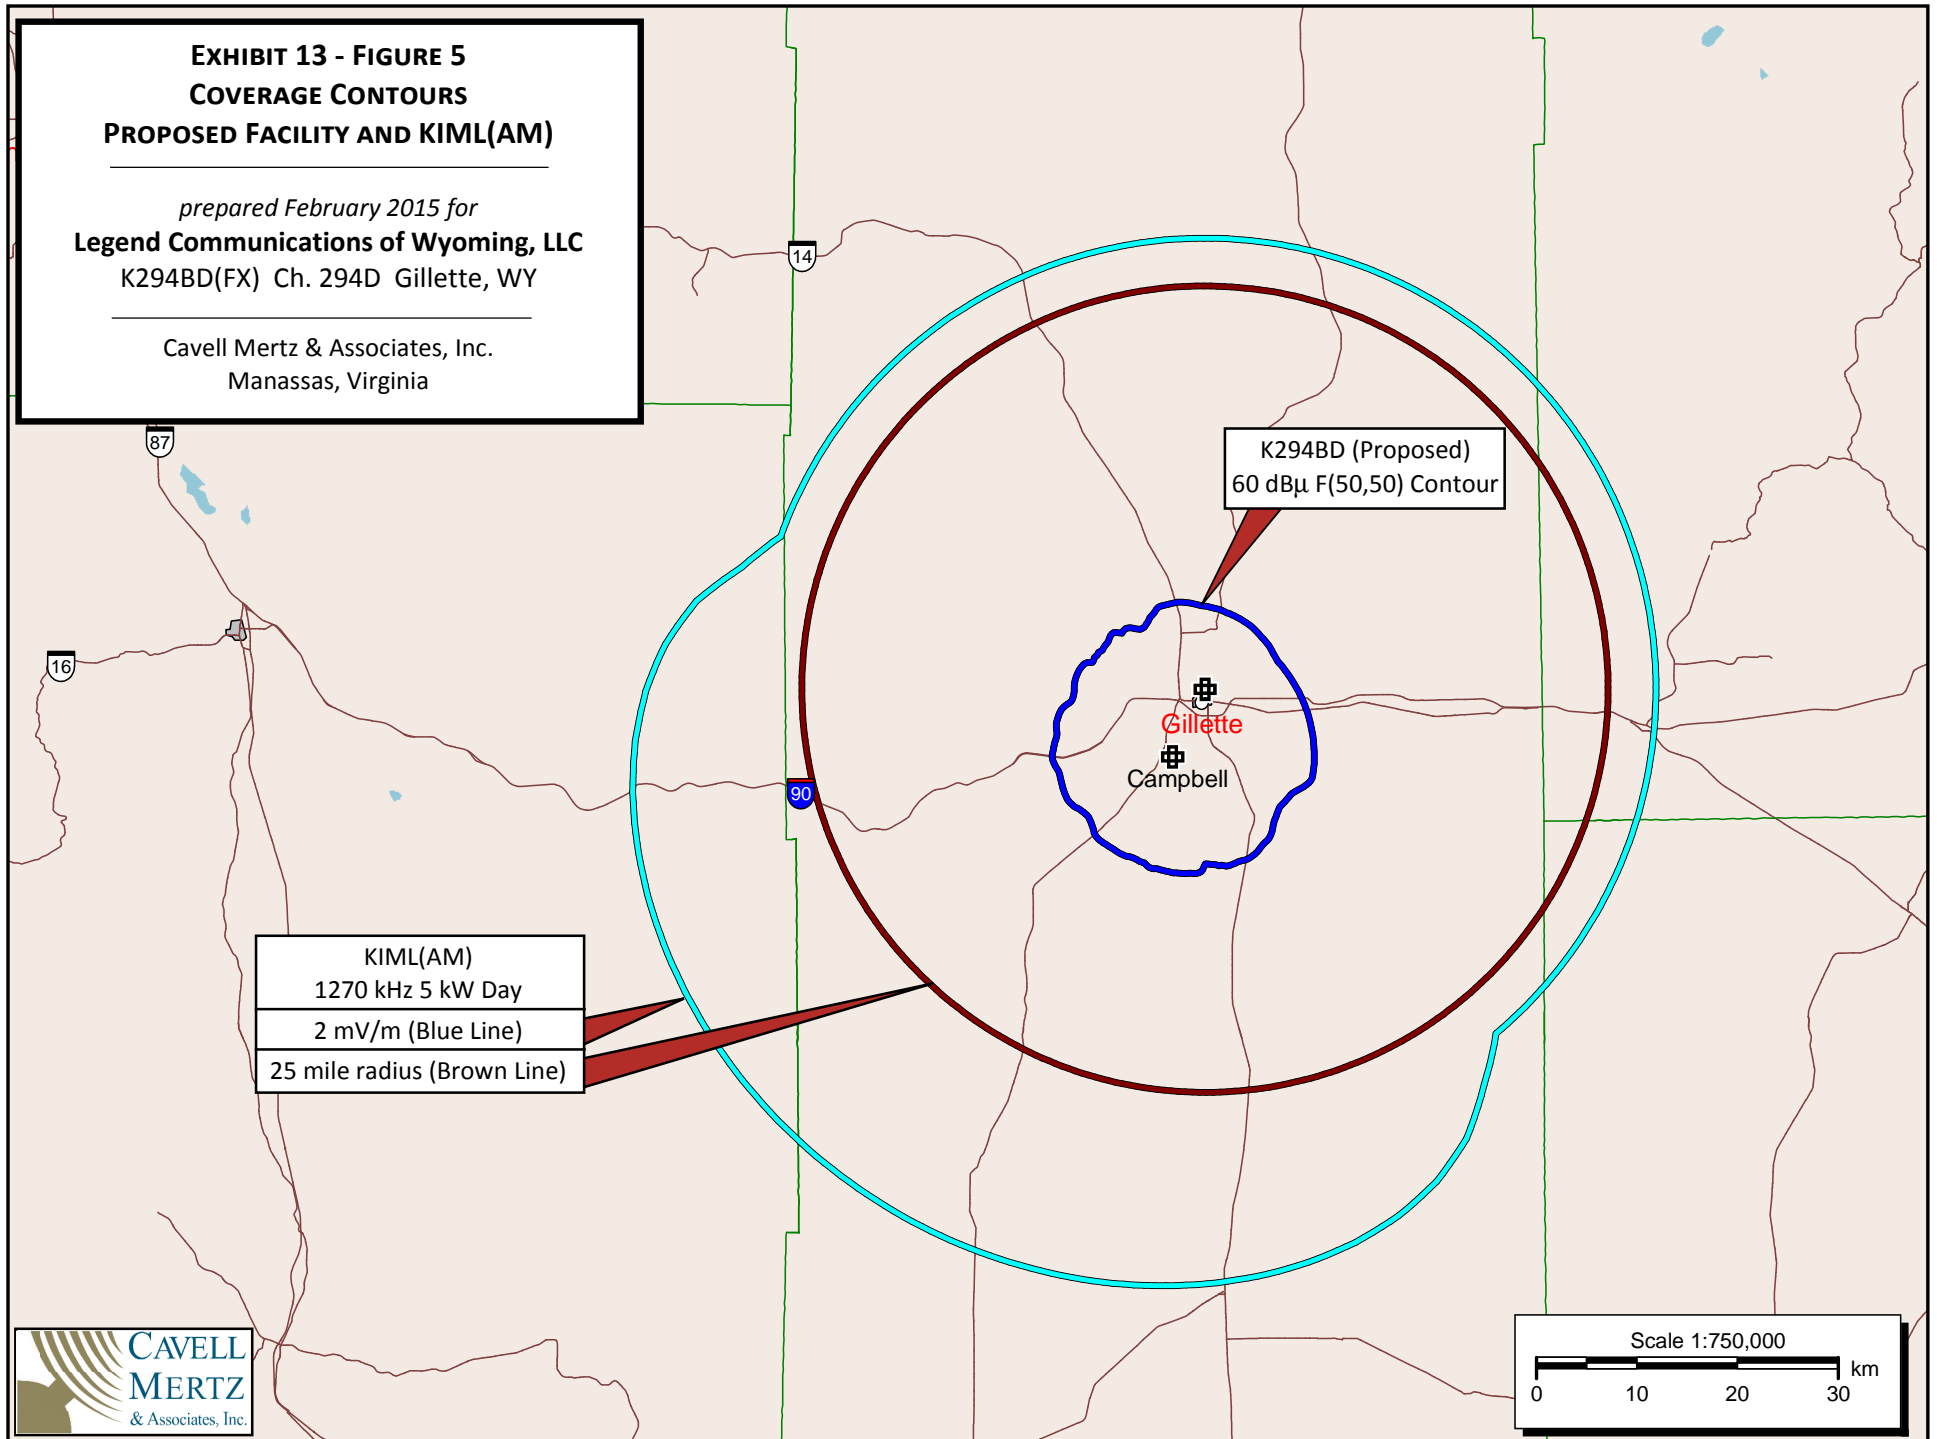 EXHIBIT 13 - FIGURE 5
COVERAGE CONTOURS
PROPOSED FACILITY AND KIML(AM)
prepared February 2015 for
Legend Communications of Wyoming, LLC
K294BD(FX) Ch. 294D Gillette, WY
Cavell Mertz & Associates, Inc.
Manassas, Virginia
14
87
K294BD (Proposed)
60 dBµ F(50,50) Contour
16
Gillette
Campbell
90
KIML(AM)
1270 kHz 5 kW Day
2 mV/m (Blue Line)
25 mile radius (Brown Line)
CAVELL
MERTZ
& Associates, Inc.
Scale 1:750,000
km
0 10 20 30